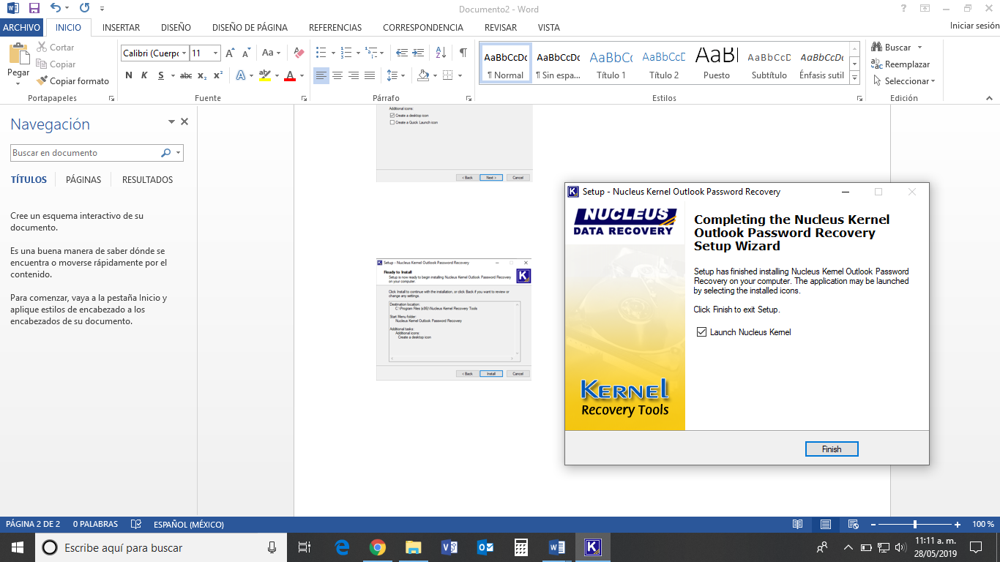 Documento2 - Word
ARCHIVO INICIO INSERTAR DISEÑO DISEÑO DE PÁGINA REFERENCIAS CORRESPONDENCIA REVISAR VISTA Iniciar sesión
Pegar
Cortar
Copiar
Copiar formato
Portapapeles
Calibri (Cuerpo 11
Aa
N K S abc x₂ x²
Fuente
Párrafo
AaBbCcDc AaBbCcDc AaBbCc AaBbCcD AaBl AaBbCcD AaBbCcDc
¶ Normal ¶ Sin espa... Título 1 Título 2 Puesto Subtítulo Énfasis sutil
Estilos
Buscar
Reemplazar
Seleccionar
Edición
Navegación
Buscar en documento
TÍTULOS PÁGINAS RESULTADOS
Cree un esquema interactivo de su
documento.
Es una buena manera de saber dónde se
encuentra o moverse rápidamente por el
contenido.
Para comenzar, vaya a la pestaña Inicio y
aplique estilos de encabezado a los
encabezados de su documento.
Additional icons:
Create a desktop icon
Create a Quick Launch icon
< Back Next > Cancel
Setup - Nucleus Kernel Outlook Password Recovery
Ready to Install
Setup is now ready to begin installing Nucleus Kernel Outlook Password Recovery
on your computer.
Click Install to continue with the installation, or click Back if you want to review or
change any settings.
Destination location:
C:\Program Files (x86)\Nucleus Kernel Recovery Tools
Start Menu folder:
Nucleus Kernel Outlook Password Recovery
Additional tasks:
Additional icons:
Create a desktop icon
< Back Install Cancel
Setup - Nucleus Kernel Outlook Password Recovery
NUCLEUS
DATA RECOVERY
Completing the Nucleus Kernel
Outlook Password Recovery
Setup Wizard
Setup has finished installing Nucleus Kernel Outlook Password
Recovery on your computer. The application may be launched
by selecting the installed icons.
Click Finish to exit Setup.
Launch Nucleus Kernel
KERNEL
Recovery Tools
Finish
PÁGINA 2 DE 2 0 PALABRAS ESPAÑOL (MÉXICO) 100 %
Escribe aquí para buscar
11:11 a. m.
28/05/2019